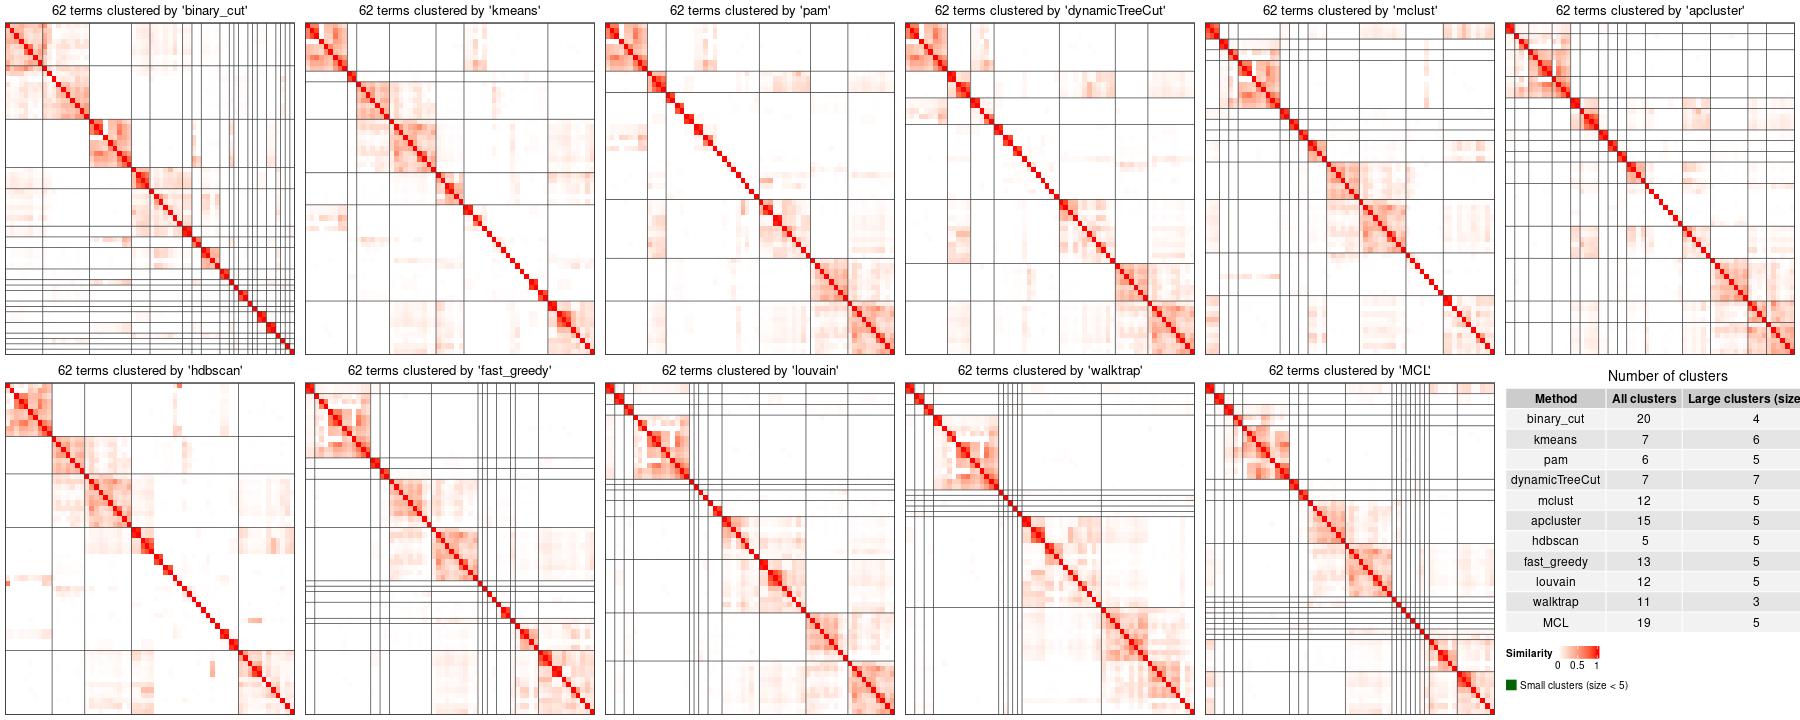 62 terms clustered by 'binary_cut'
62 terms clustered by 'kmeans'
62 terms clustered by 'pam'
62 terms clustered by 'dynamicTreeCut'
62 terms clustered by 'mclust'
62 terms clustered by 'apcluster'
62 terms clustered by 'hdbscan'
62 terms clustered by 'fast_greedy'
62 terms clustered by 'louvain'
62 terms clustered by 'walktrap'
62 terms clustered by 'MCL'
Number of clusters
Method All clusters Large clusters (size
binary_cut 20 4
kmeans 7 6
pam 6 5
dynamicTreeCut 7 7
mclust 12 5
apcluster 15 5
hdbscan 5 5
fast_greedy 13 5
louvain 12 5
walktrap 11 3
MCL 19 5
Similarity
0 0.5 1
Small clusters (size < 5)